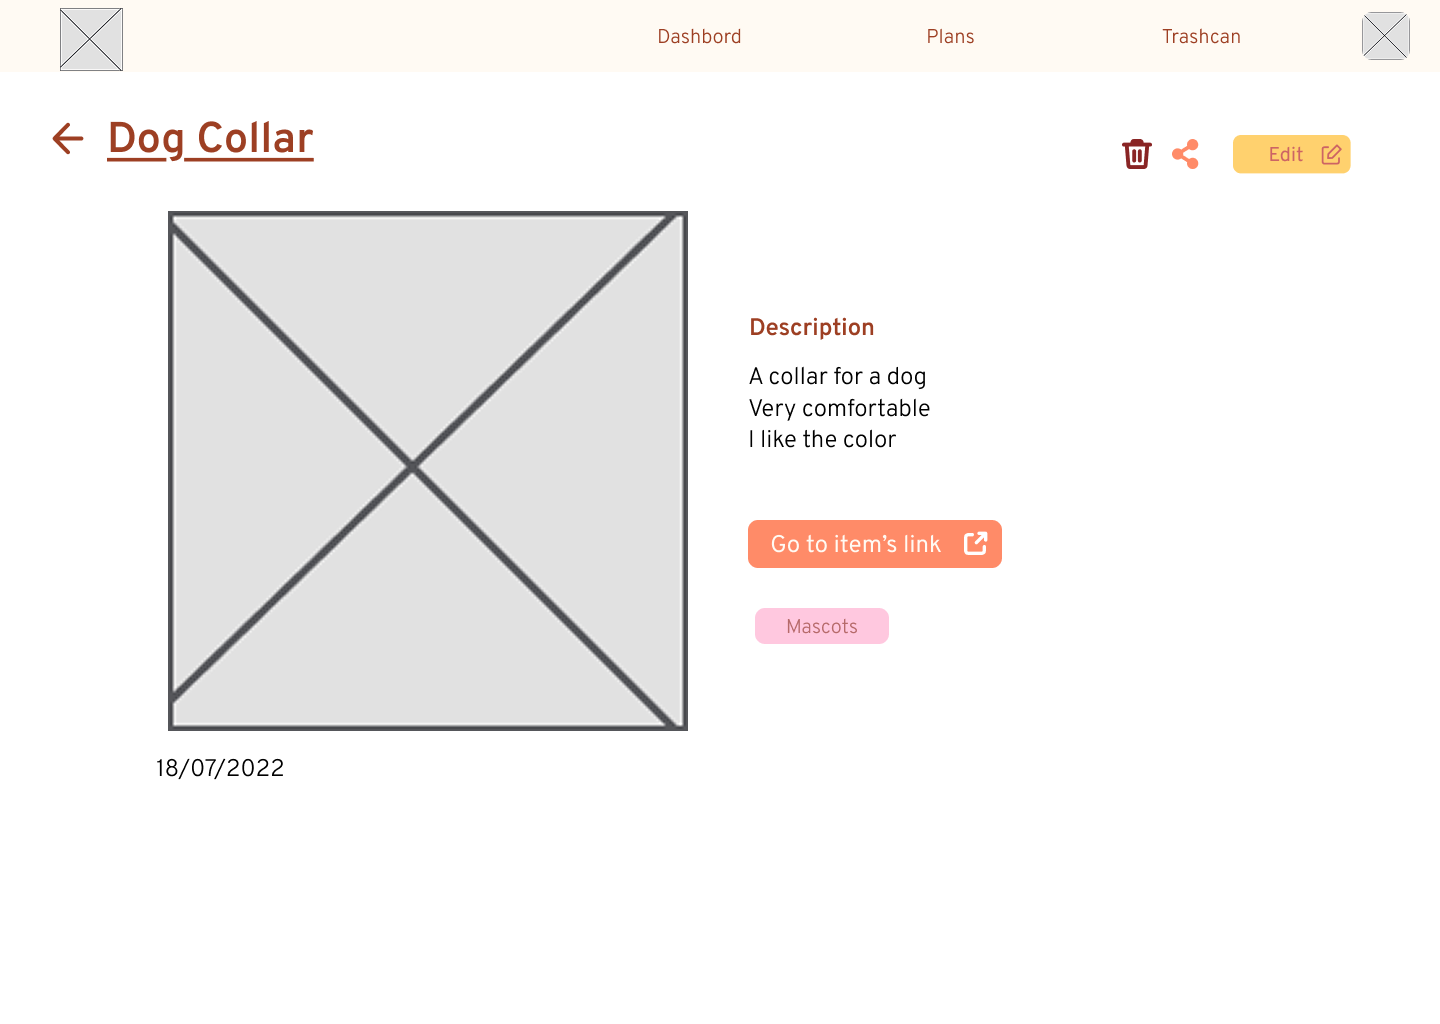 Dashbord
Plans
Trashcan
Dog Collar
Edit
Description
A collar for a dog
Very comfortable
I like the color
Go to item’s link
Mascots
18/07/2022